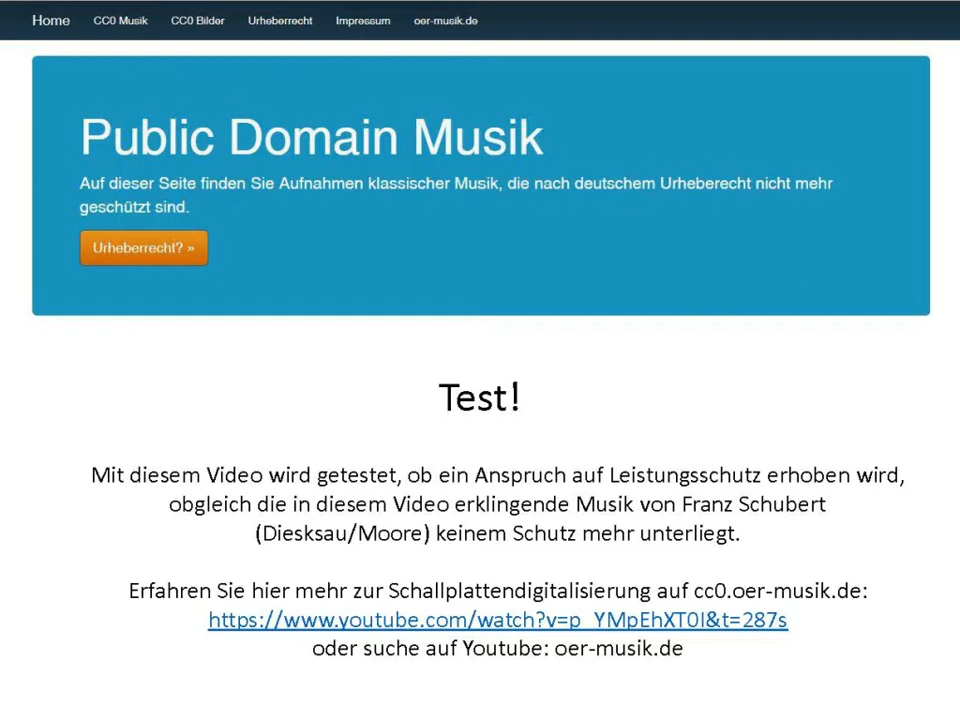 Home CC0 Musik CC0 Bilder Urheberrecht Impressum oer-musik.de
Public Domain Musik
Auf dieser Seite finden Sie Aufnahmen klassischer Musik, die nach deutschem Urheberecht nicht mehr
geschützt sind.
Urheberrecht? »
Test!
Mit diesem Video wird getestet, ob ein Anspruch auf Leistungsschutz erhoben wird,
obgleich die in diesem Video erklingende Musik von Franz Schubert
(Diesksau/Moore) keinem Schutz mehr unterliegt.
Erfahren Sie hier mehr zur Schallplattendigitalisierung auf cc0.oer-musik.de:
https://www.youtube.com/watch?v=p_YMpEhXT0I&t=287s
oder suche auf Youtube: oer-musik.de